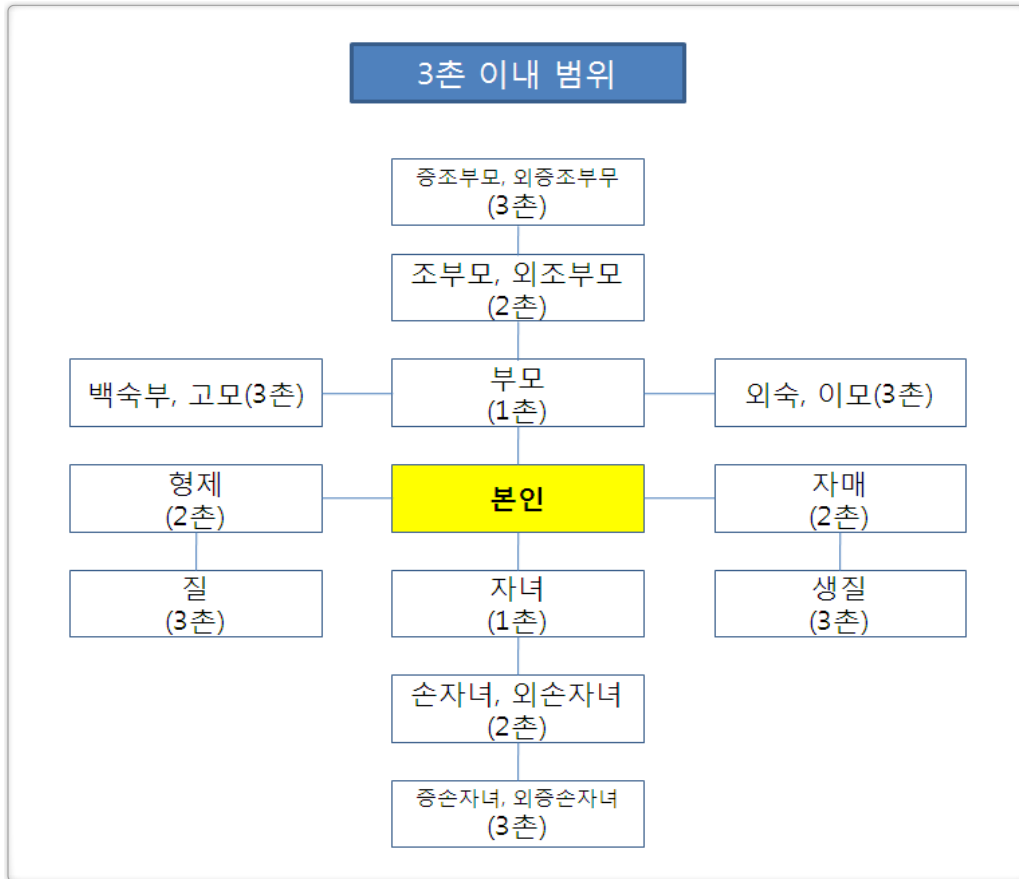 3촌 이내 범위
증조부모, 외증조부무
(3촌)
조부모, 외조부모
(2촌)
백숙부, 고모(3촌)
부모
(1촌)
외숙, 이모(3촌)
형제
(2촌)
본인
자매
(2촌)
질
(3촌)
자녀
(1촌)
생질
(3촌)
손자녀, 외손자녀
(2촌)
증손자녀, 외증손자녀
(3촌)